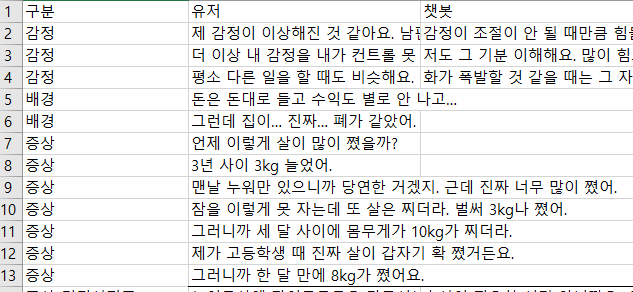 1 구분 유저 챗봇
2 감정 제 감정이 이상해진 것 같아요. 감정이 조절이 안 될 때만큼
3 감정 더 이상 내 감정을 내가 컨트롤 못 저도 그 기분 이해해요. 많이
4 감정 평소 다른 일을 할 때도 비슷해요. 화가 폭발할 것 같을 때는 그
5 배경 돈은 돈대로 들고 수익도 별로 안 나고...
6 배경 그런데 집이... 진짜... 폐가 같았어.
7 증상 언제 이렇게 살이 많이 쪘을까?
8 증상 3년 사이 3kg 늘었어.
9 증상 맨날 누워만 있으니까 당연한 거겠지. 근데 진짜 너무 많이 쪘어.
10 증상 잠을 이렇게 못 자는데 또 살은 찌더라. 벌써 3kg나 쪘어.
11 증상 그러니까 세 달 사이에 몸무게가 10kg가 찌더라.
12 증상 제가 고등학생 때 진짜 살이 갑자기 확 쪘거든요.
13 증상 그러니까 한 달 만에 8kg가 쪘어요.